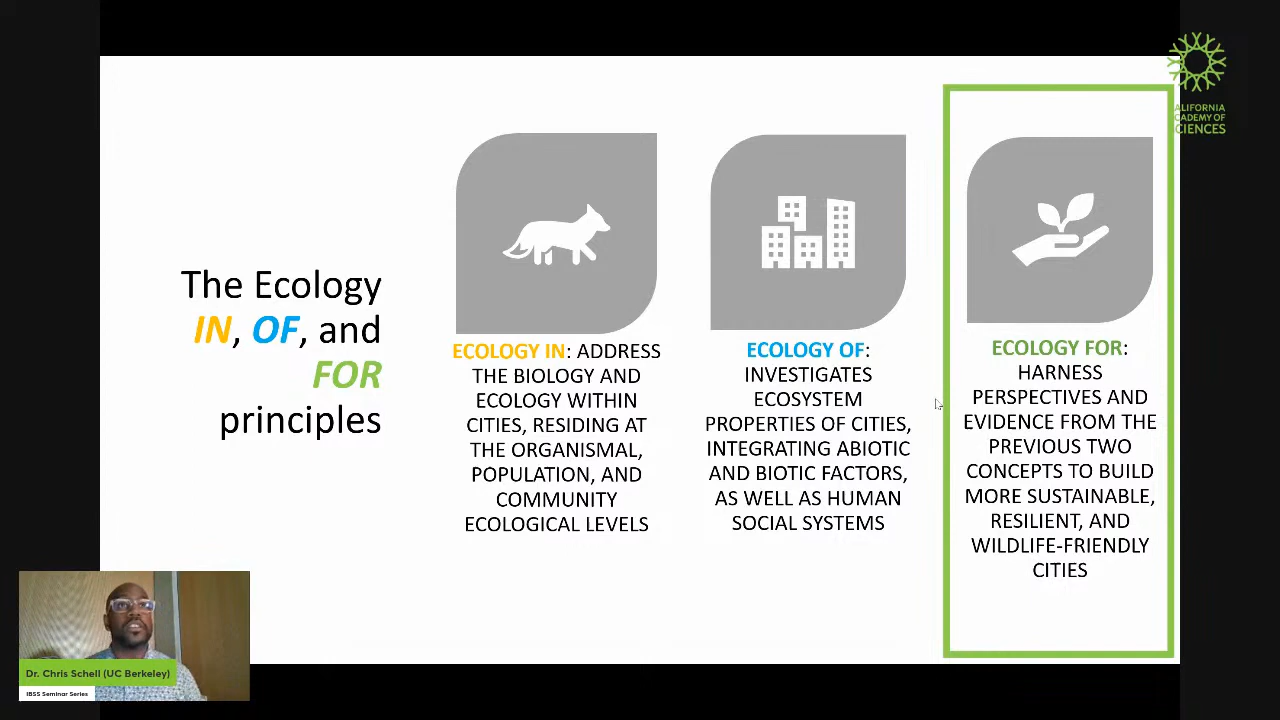 The Ecology
IN, OF, and
FOR
principles
ECOLOGY IN: ADDRESS
THE BIOLOGY AND
ECOLOGY WITHIN
CITIES, RESIDING AT
THE ORGANISMAL,
POPULATION, AND
COMMUNITY
ECOLOGICAL LEVELS
ECOLOGY OF:
INVESTIGATES
ECOSYSTEM
PROPERTIES OF CITIES,
INTEGRATING ABIOTIC
AND BIOTIC FACTORS,
AS WELL AS HUMAN
SOCIAL SYSTEMS
ECOLOGY FOR:
HARNESS
PERSPECTIVES AND
EVIDENCE FROM THE
PREVIOUS TWO
CONCEPTS TO BUILD
MORE SUSTAINABLE,
RESILIENT, AND
WILDLIFE-FRIENDLY
CITIES
ALIFORNIA
CADEMY OF
CIENCES
Dr. Chris Schell (UC Berkeley)
IBSS Seminar Series